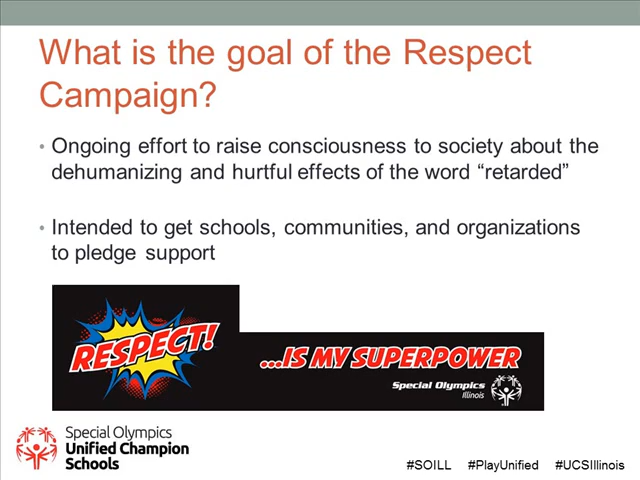 What is the goal of the Respect
Campaign?
• Ongoing effort to raise consciousness to society about the
dehumanizing and hurtful effects of the word “retarded”
• Intended to get schools, communities, and organizations
to pledge support
RESPECT!
...IS MY SUPERPOWER
Special Olympics
Illinois
Special Olympics
Unified Champion
Schools
#SOILL #PlayUnified #UCSIllinois